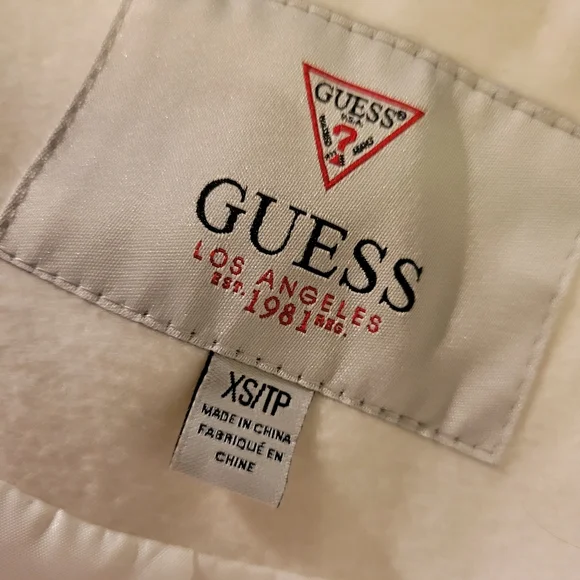 GUESS®
U.S.A.
?
GUESS
LOS ANGELES
EST. 1981 REG.
XS/TP
MADE IN CHINA
FABRIQUÉ EN
CHINE